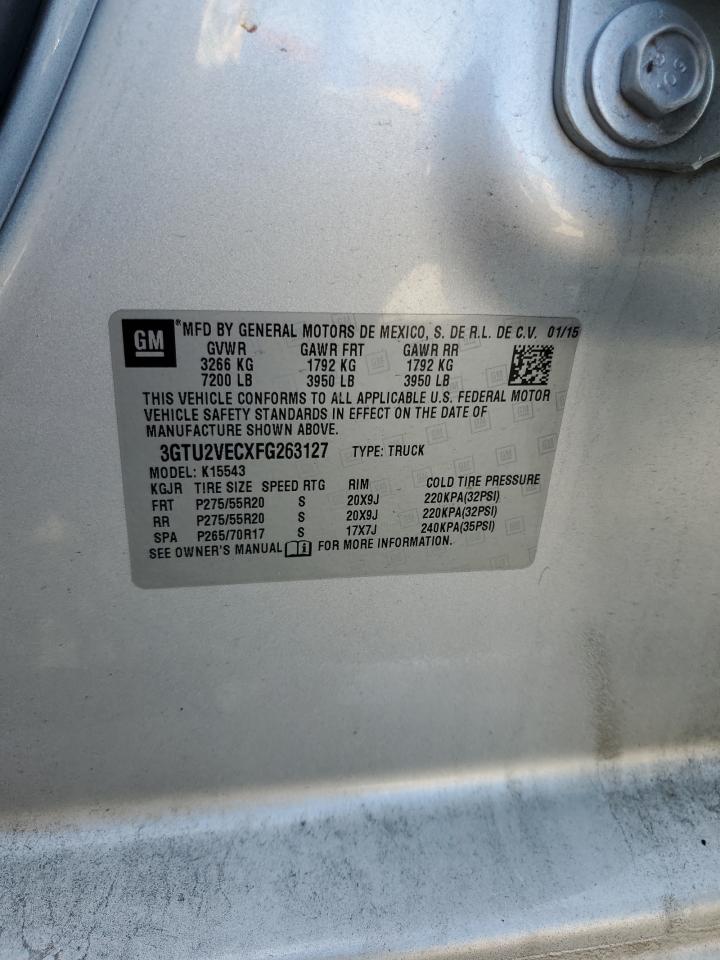 GM ® MFD BY GENERAL MOTORS DE MEXICO, S. DE R.L. DE C.V. 01/15
GVWR GAWR FRT GAWR RR
3266 KG 1792 KG 1792 KG
7200 LB 3950 LB 3950 LB
THIS VEHICLE CONFORMS TO ALL APPLICABLE U.S. FEDERAL MOTOR
VEHICLE SAFETY STANDARDS IN EFFECT ON THE DATE OF
MANUFACTURE SHOWN ABOVE.
3GTU2VECXFG263127 TYPE: TRUCK
MODEL: K15543
KGJR TIRE SIZE SPEED RTG RIM COLD TIRE PRESSURE
FRT P275/55R20 S 20X9J 220KPA(32PSI)
RR P275/55R20 S 20X9J 220KPA(32PSI)
SPA P265/70R17 S 17X7J 240KPA(35PSI)
SEE OWNER'S MANUAL FOR MORE INFORMATION.